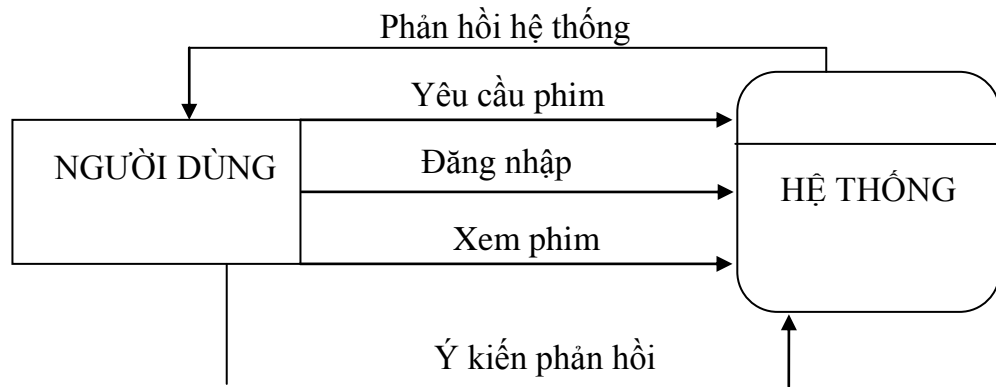 Phản hồi hệ thống
Yêu cầu phim
NGƯỜI DÙNG
Đăng nhập
HỆ THỐNG
Xem phim
Ý kiến phản hồi